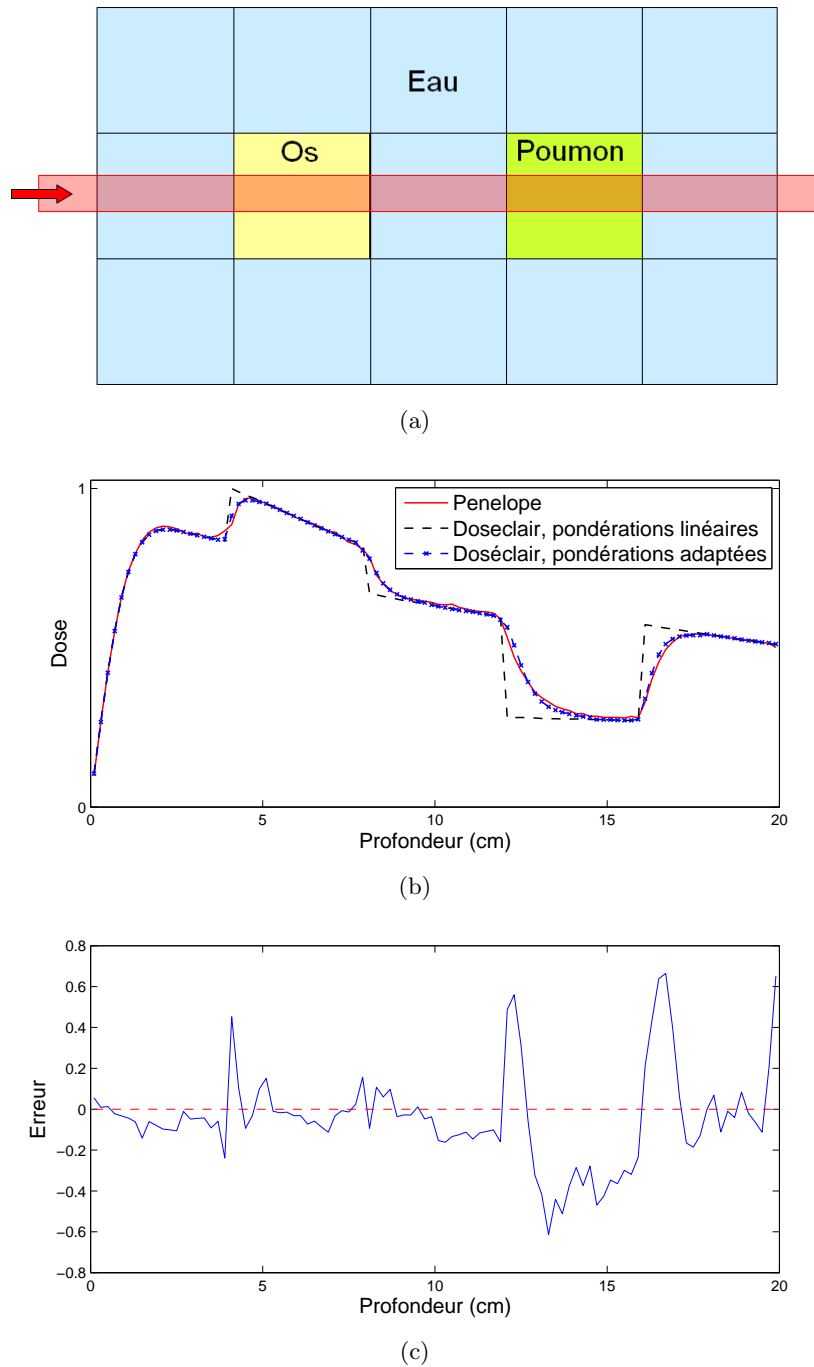 Eau
Os
Poumon
(a)
1
0
Dose
Penelope
Doseclair, pondérations linéaires
Doséclair, pondérations adaptées
0 5 10 15 20
Profondeur (cm)
(b)
0.8
0.6
0.4
0.2
0
−0.2
−0.4
−0.6
−0.8
Erreur
0 5 10 15 20
Profondeur (cm)
(c)